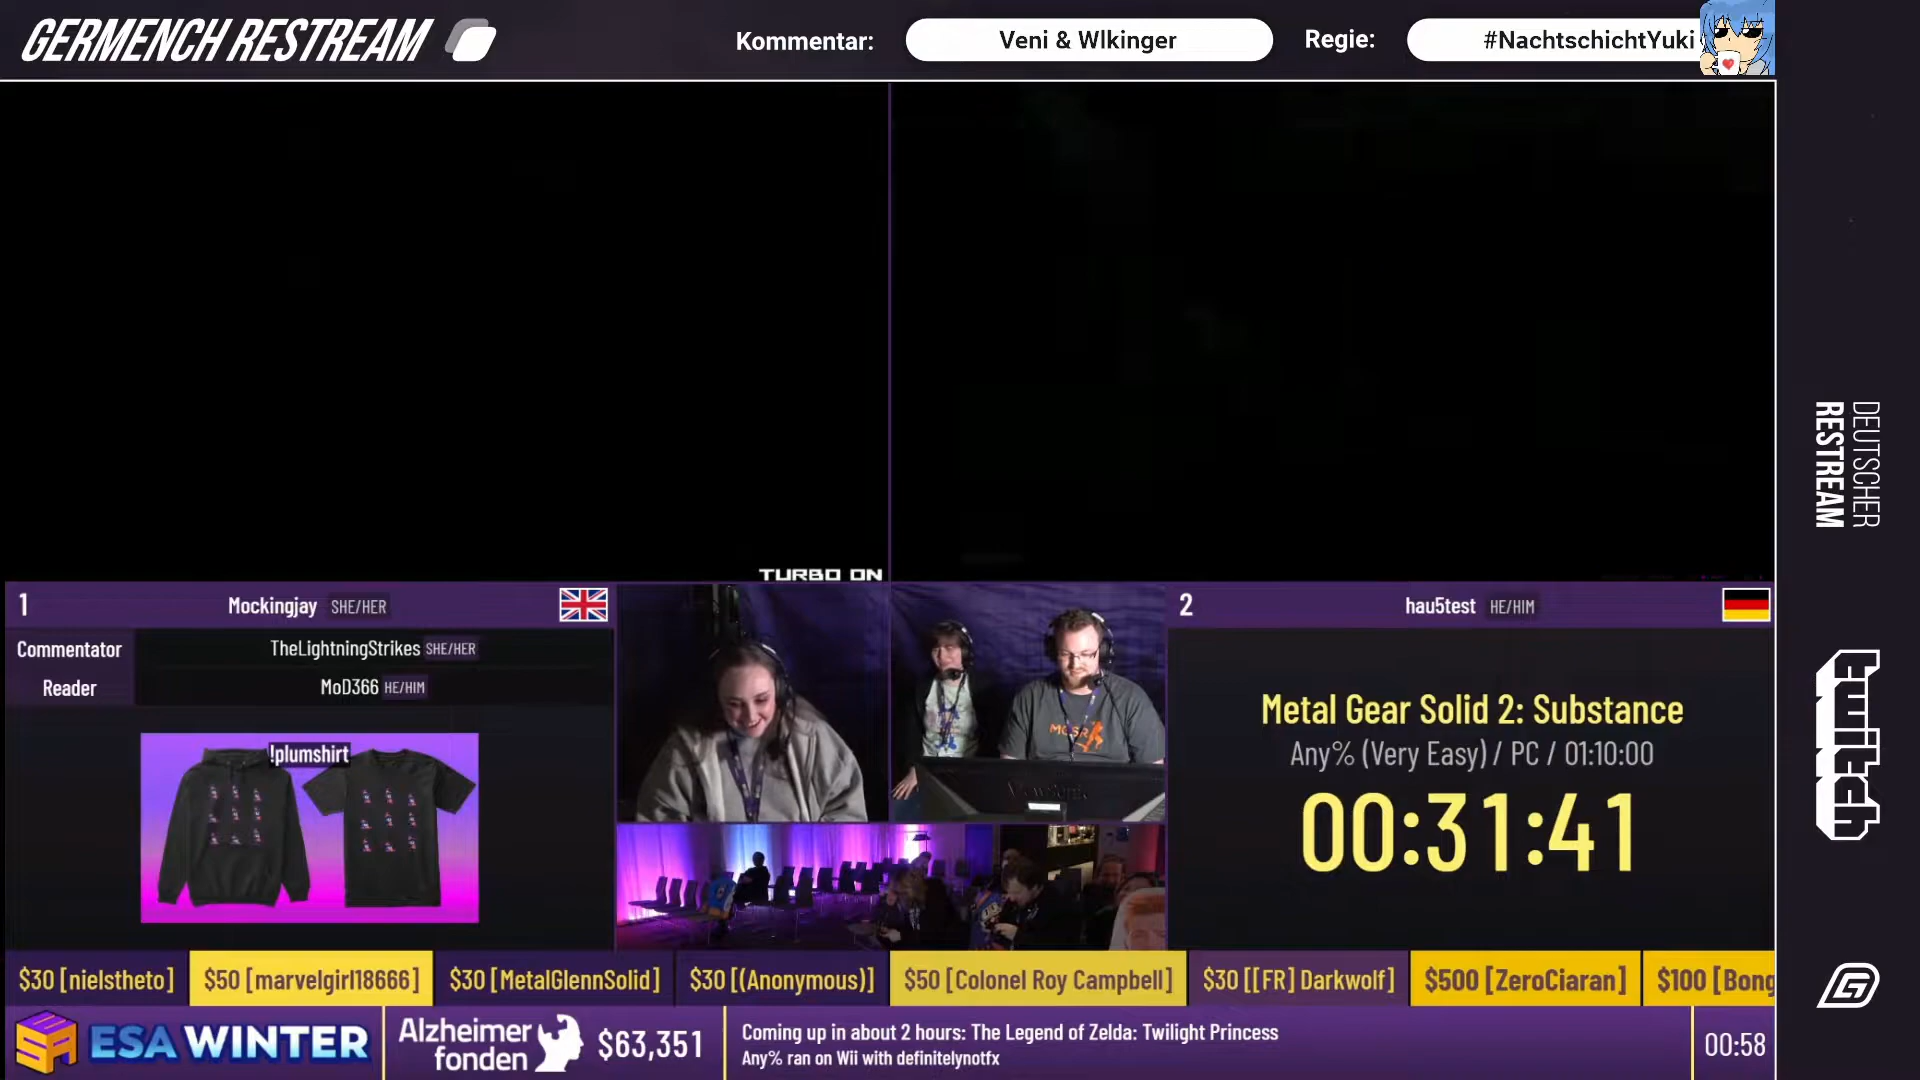 GERMENCH RESTREAM
Kommentar:
Veni & Wlkinger
Regie:
#NachtschichtYuki
TURBO ON
1
Mockingjay SHE/HER
Commentator
TheLightningStrikes SHE/HER
Reader
MoD366 HE/HIM
!plumshirt
MGSR
ViewSonic
2
hau5test HE/HIM
Metal Gear Solid 2: Substance
Any% (Very Easy) / PC / 01:10:00
00:31:41
$30 [nielstheto]
$50 [marvelgirl18666]
$30 [MetalGlennSolid]
$30 [(Anonymous)]
$50 [Colonel Roy Campbell]
$30 [[FR] Darkwolf]
$500 [ZeroCiaran]
$100 [Bong
ESA WINTER
Alzheimer
fonden
$63,351
Coming up in about 2 hours: The Legend of Zelda: Twilight Princess
Any% ran on Wii with definitelynotfx
00:58
DEUTSCHER
RESTREAM
twitch